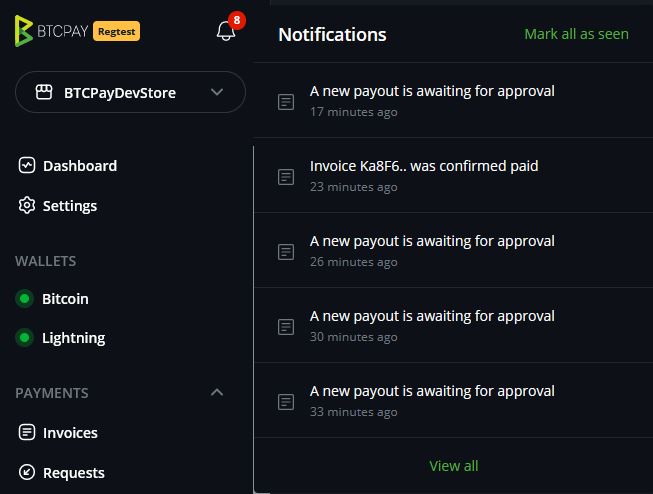 BTCPAY Regtest
8
BTCPayDevStore
Dashboard
Settings
WALLETS
Bitcoin
Lightning
PAYMENTS
Invoices
Requests
Notifications
Mark all as seen
A new payout is awaiting for approval
17 minutes ago
Invoice Ka8F6.. was confirmed paid
23 minutes ago
A new payout is awaiting for approval
26 minutes ago
A new payout is awaiting for approval
30 minutes ago
A new payout is awaiting for approval
33 minutes ago
View all